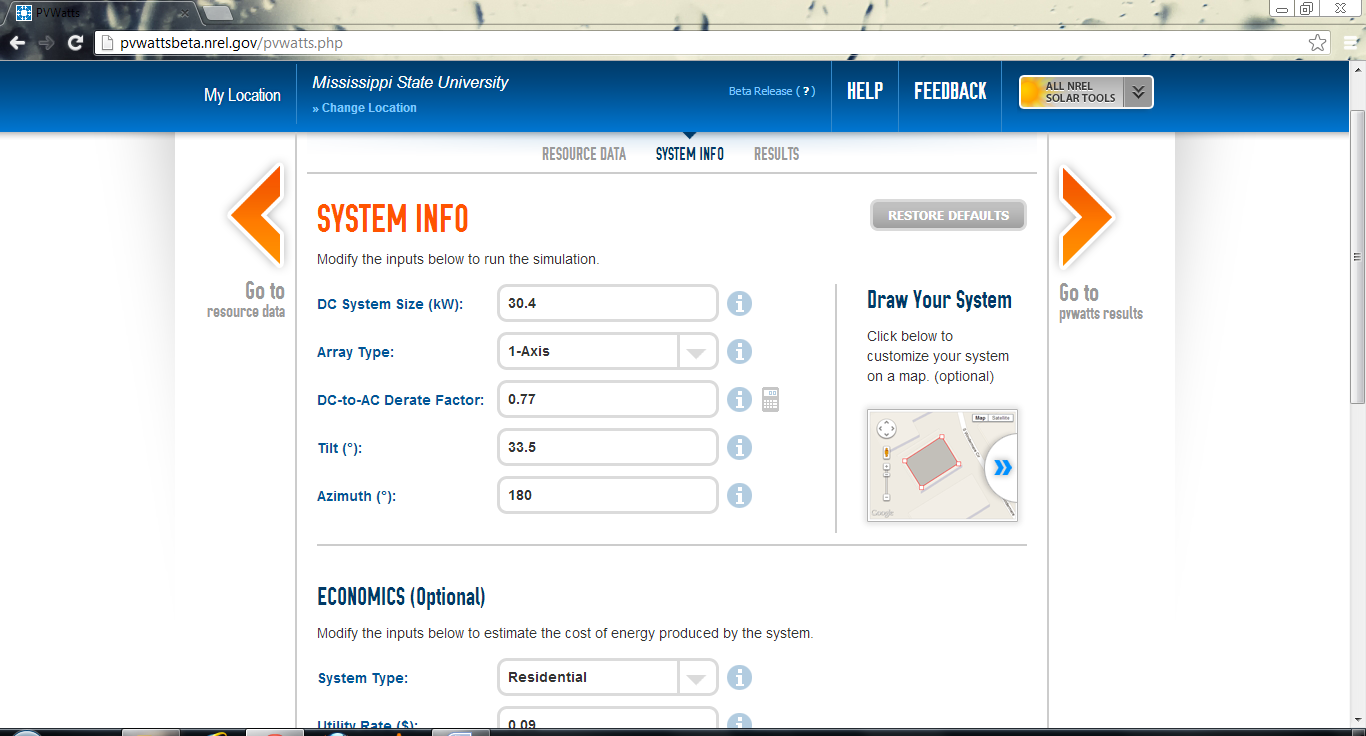 PVWatts
pvwattsbeta.nrel.gov/pvwatts.php
My Location
Mississippi State University
» Change Location
Beta Release ( ? )
HELP
FEEDBACK
ALL NREL
SOLAR TOOLS
RESOURCE DATA
SYSTEM INFO
RESULTS
Go to
resource data
SYSTEM INFO
RESTORE DEFAULTS
Modify the inputs below to run the simulation.
DC System Size (kW): 30.4
Array Type: 1-Axis
DC-to-AC Derate Factor: 0.77
Tilt (°): 33.5
Azimuth (°): 180
Draw Your System
Click below to
customize your system
on a map. (optional)
Map Satellite
Google
Go to
pvwatts results
ECONOMICS (Optional)
Modify the inputs below to estimate the cost of energy produced by the system.
System Type: Residential
Utility Rate ($): 0.09